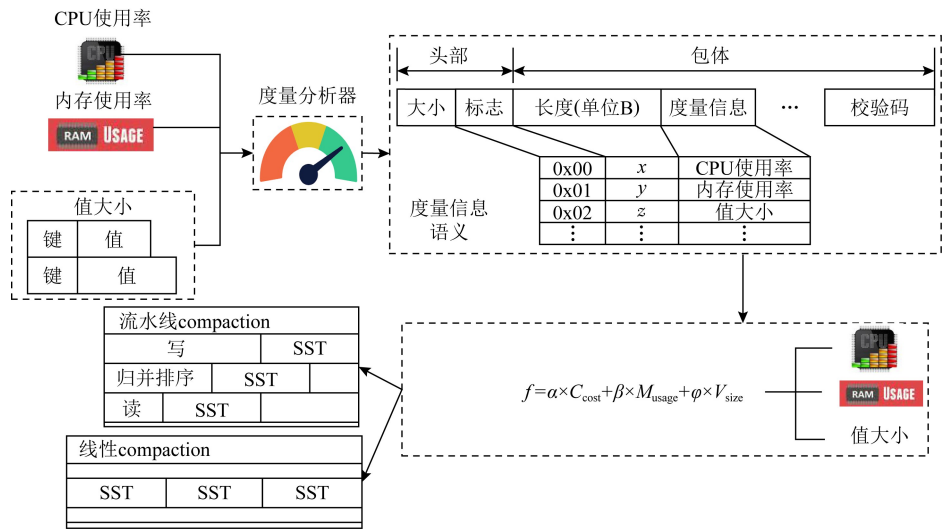 CPU使用率
CPU
内存使用率
RAM USAGE
值大小
键 值
键 值
度量分析器
头部 包体
大小 标志 长度(单位B) 度量信息 … 校验码
0x00 x CPU使用率
0x01 y 内存使用率
0x02 z 值大小
⋮ ⋮ ⋮
度量信息
语义
流水线compaction
写 SST
归并排序 SST
读 SST
线性compaction
SST SST SST
f=α×C_cost+β×M_usage+φ×V_size
CPU
RAM USAGE
值大小